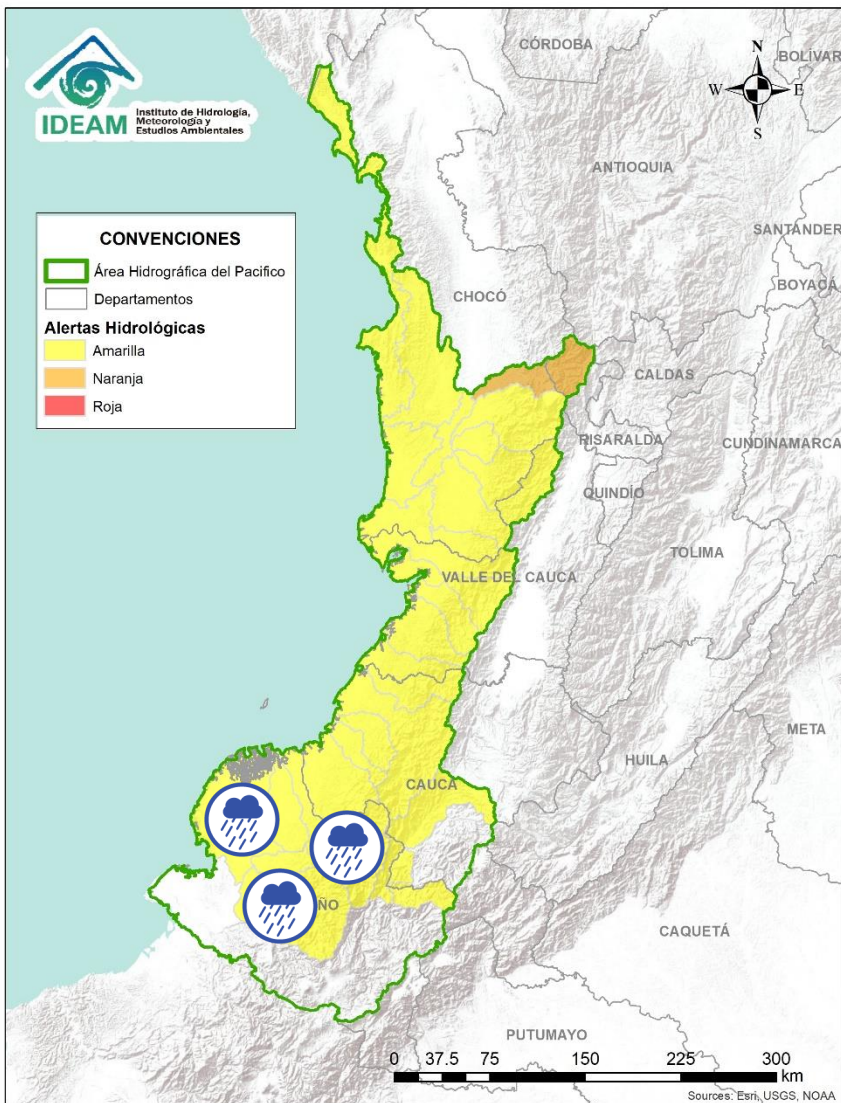 IDEAM
Instituto de Hidrología,
Meteorología y
Estudios Ambientales
CÓRDOBA
BOLÍVAR
N
W
E
S
ANTIOQUIA
SANTANDER
BOYACÁ
CONVENCIONES
Área Hidrográfica del Pacifico
Departamentos
Alertas Hidrológicas
Amarilla
Naranja
Roja
CHOCÓ
CALDAS
RISARALDA
CUNDINAMARCA
QUINDÍO
TOLIMA
VALLE DEL CAUCA
META
HUILA
CAUCA
ÑO
CAQUETÁ
PUTUMAYO
0 37.5 75 150 225 300
km
Sources: Esri, USGS, NOAA